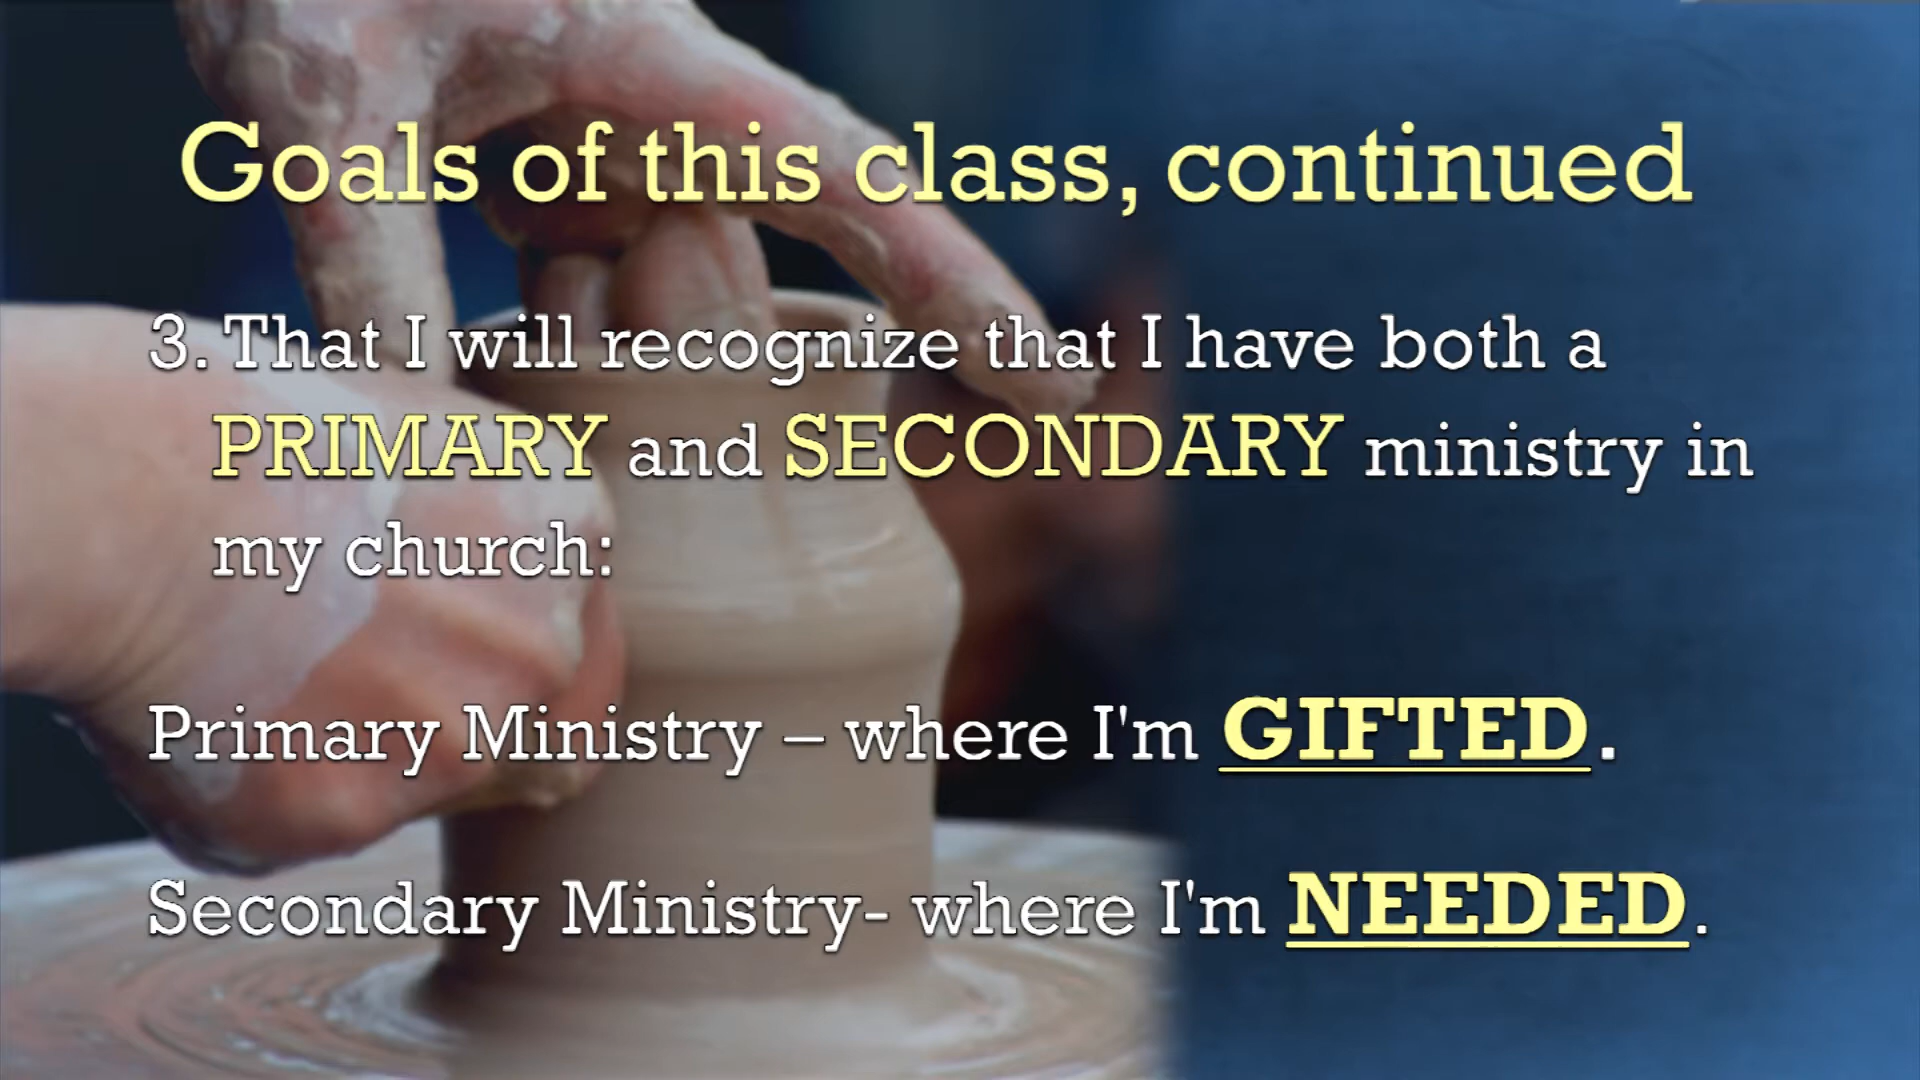 Goals of this class, continued
3. That I will recognize that I have both a
PRIMARY and SECONDARY ministry in
my church:
Primary Ministry – where I'm GIFTED.
Secondary Ministry- where I'm NEEDED.